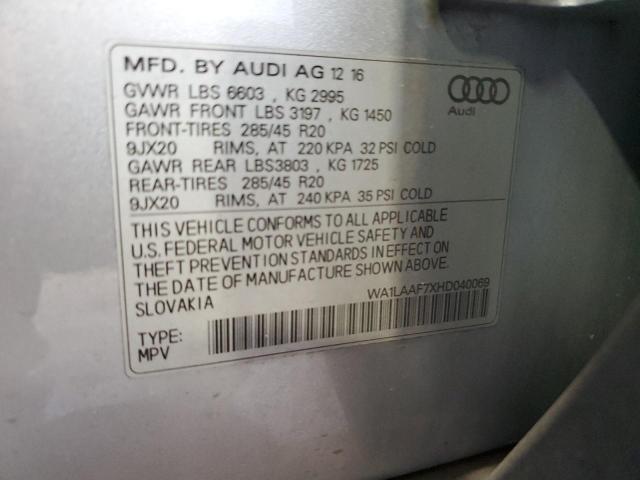 MFD. BY AUDI AG 12 16
GVWR LBS 6603 , KG 2995
GAWR FRONT LBS 3197 , KG 1450
FRONT-TIRES 285/45 R20
9JX20 RIMS, AT 220 KPA 32 PSI COLD
GAWR REAR LBS3803 , KG 1725
REAR-TIRES 285/45 R20
9JX20 RIMS, AT 240 KPA 35 PSI COLD
Audi
THIS VEHICLE CONFORMS TO ALL APPLICABLE
U.S. FEDERAL MOTOR VEHICLE SAFETY AND
THEFT PREVENTION STANDARDS IN EFFECT ON
THE DATE OF MANUFACTURE SHOWN ABOVE.
SLOVAKIA
WA1LAAF7XHD040069
TYPE:
MPV